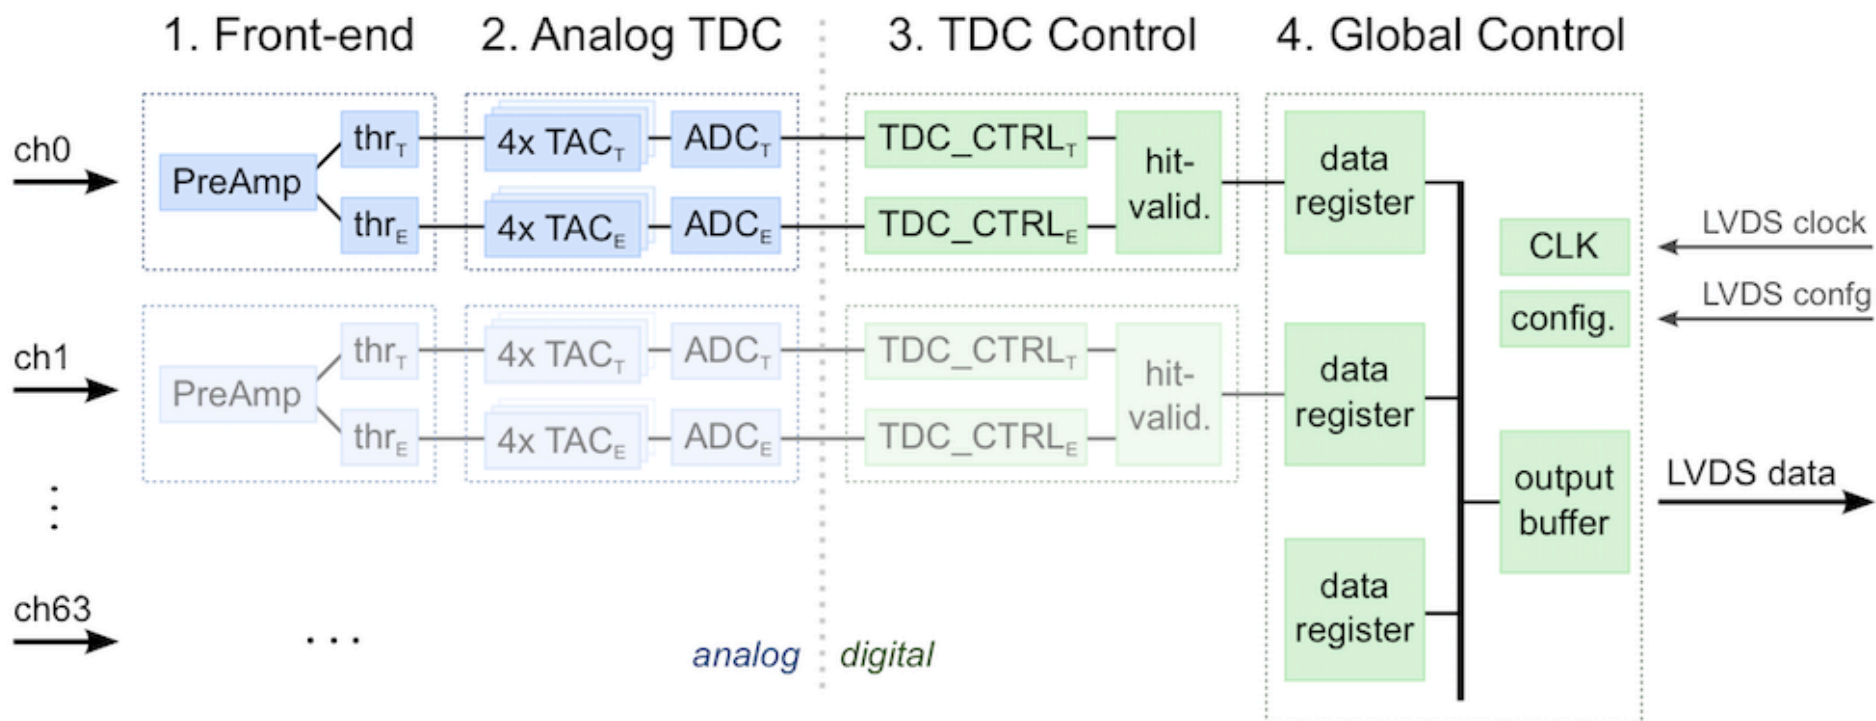 1. Front-end
2. Analog TDC
3. TDC Control
4. Global Control
ch0
PreAmp
thrT
thrE
4x TACT
4x TACE
ADCT
ADCE
TDC_CTRLT
TDC_CTRLE
hit-
valid.
data
register
CLK
LVDS clock
config.
LVDS confg
ch1
PreAmp
thrT
thrE
4x TACT
4x TACE
ADCT
ADCE
TDC_CTRLT
TDC_CTRLE
hit-
valid.
data
register
output
buffer
LVDS data
⋮
ch63
...
data
register
analog
digital